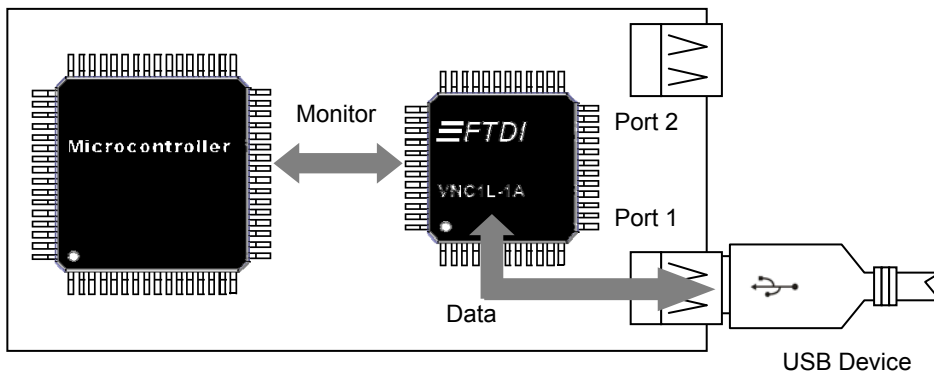 Microcontroller
Monitor
FTDI
VNC1L-1A
Port 2
Port 1
Data
USB Device